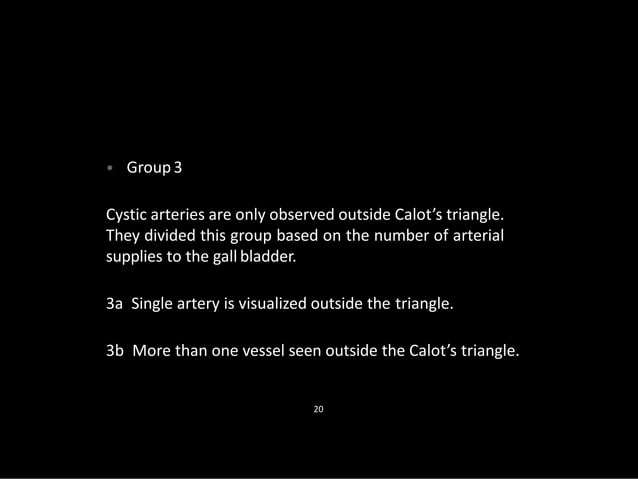 • Group 3
Cystic arteries are only observed outside Calot’s triangle.
They divided this group based on the number of arterial
supplies to the gall bladder.
3a Single artery is visualized outside the triangle.
3b More than one vessel seen outside the Calot’s triangle.
20